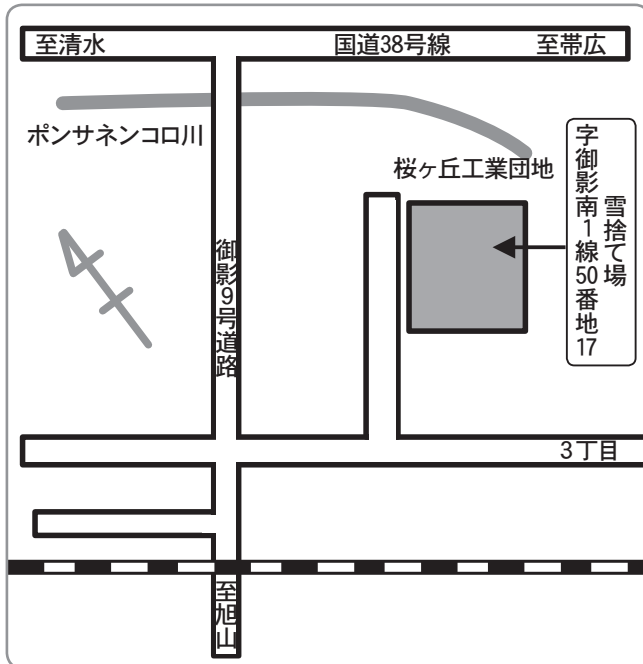 至清水
国道38号線
至帯広
ポンサネンコロ川
桜ヶ丘工業団地
雪捨て場
字御影南1線50番地17
御影9号道路
3丁目
至旭山